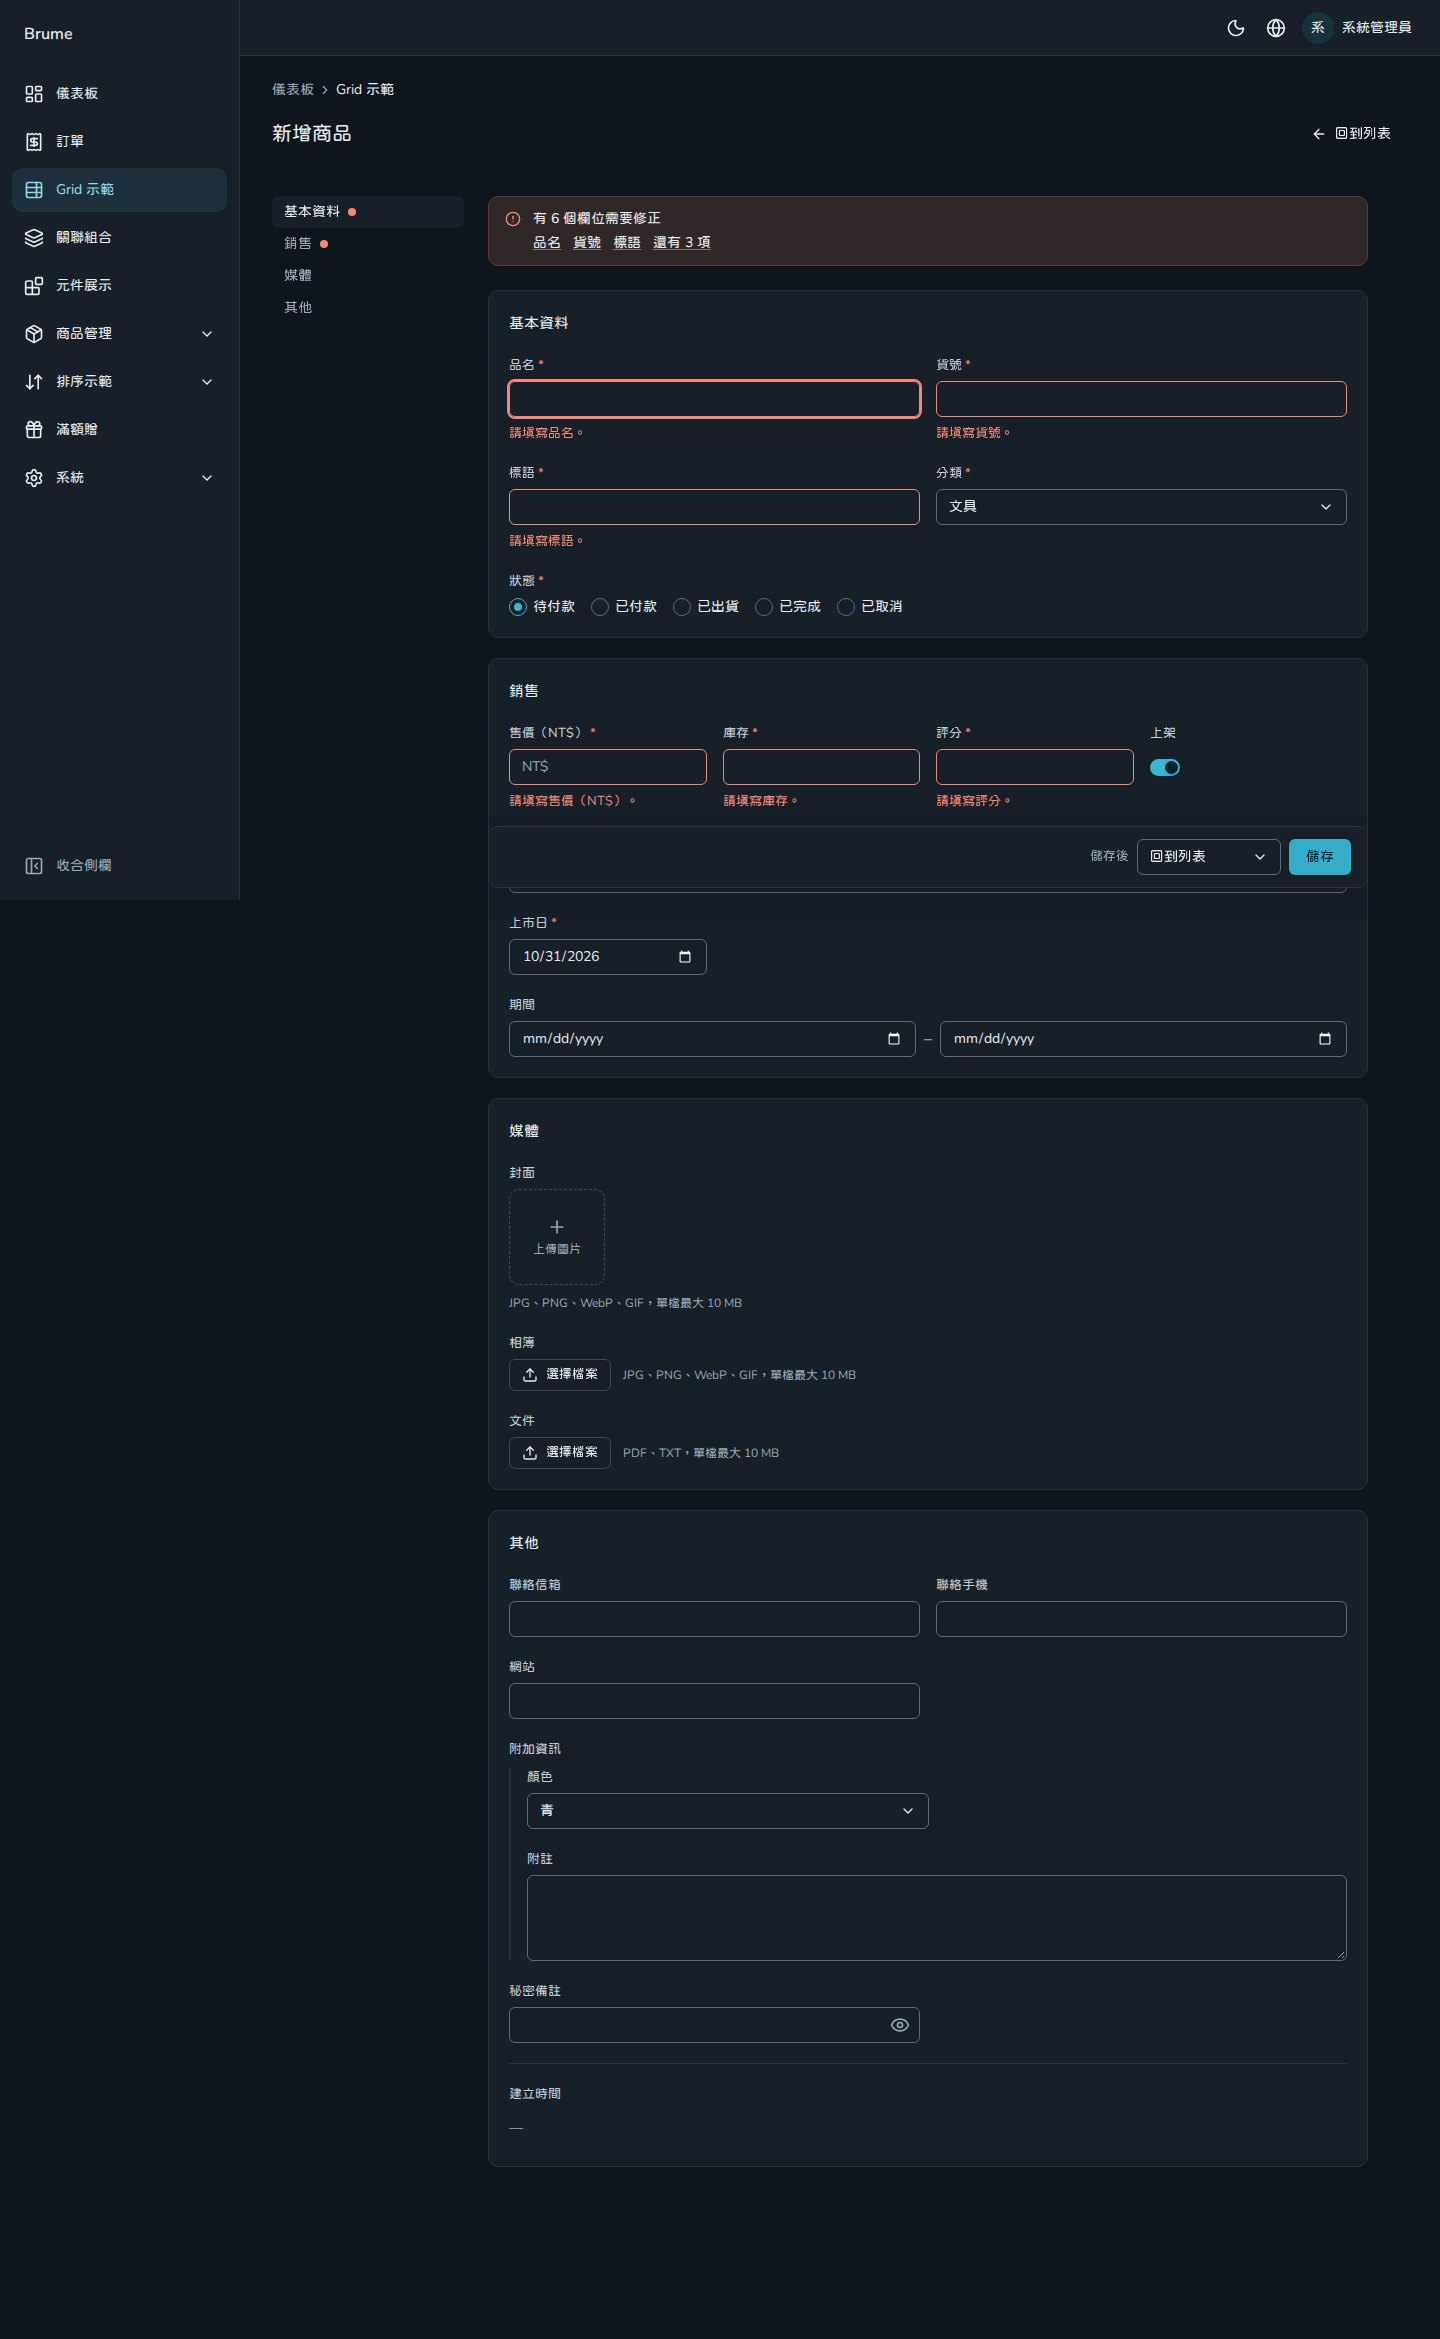 Brume
儀表板
訂單
Grid 示範
關聯組合
元件展示
商品管理
排序示範
滿額贈
系統
收合側欄
系 系統管理員
儀表板 > Grid 示範
新增商品
回到列表
基本資料
銷售
媒體
其他
有 6 個欄位需要修正
品名 貨號 標語 還有 3 項
基本資料
品名 * 貨號 *
請填寫品名。 請填寫貨號。
標語 * 分類 *
文具
請填寫標語。
狀態 *
待付款 已付款 已出貨 已完成 已取消
銷售
售價（NT$） * 庫存 * 評分 * 上架
NT$
請填寫售價（NT$）。 請填寫庫存。 請填寫評分。
儲存後 回到列表 儲存
上市日 *
10/31/2026
期間
mm/dd/yyyy – mm/dd/yyyy
媒體
封面
上傳圖片
JPG、PNG、WebP、GIF，單檔最大 10 MB
相簿
選擇檔案 JPG、PNG、WebP、GIF，單檔最大 10 MB
文件
選擇檔案 PDF、TXT，單檔最大 10 MB
其他
聯絡信箱 聯絡手機
網站
附加資訊
顏色
青
附註
秘密備註
建立時間
—